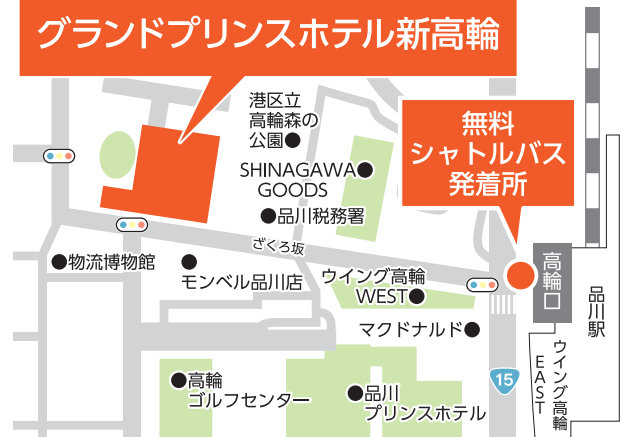 グランドプリンスホテル新高輪
港区立
高輪森の
公園
無料
シャトルバス
発着所
SHINAGAWA
GOODS
品川税務署
ざくろ坂
物流博物館
モンベル品川店
ウイング高輪
WEST
高輪口
品川駅
マクドナルド
ウイング高輪
EAST
15
高輪
ゴルフセンター
品川
プリンスホテル